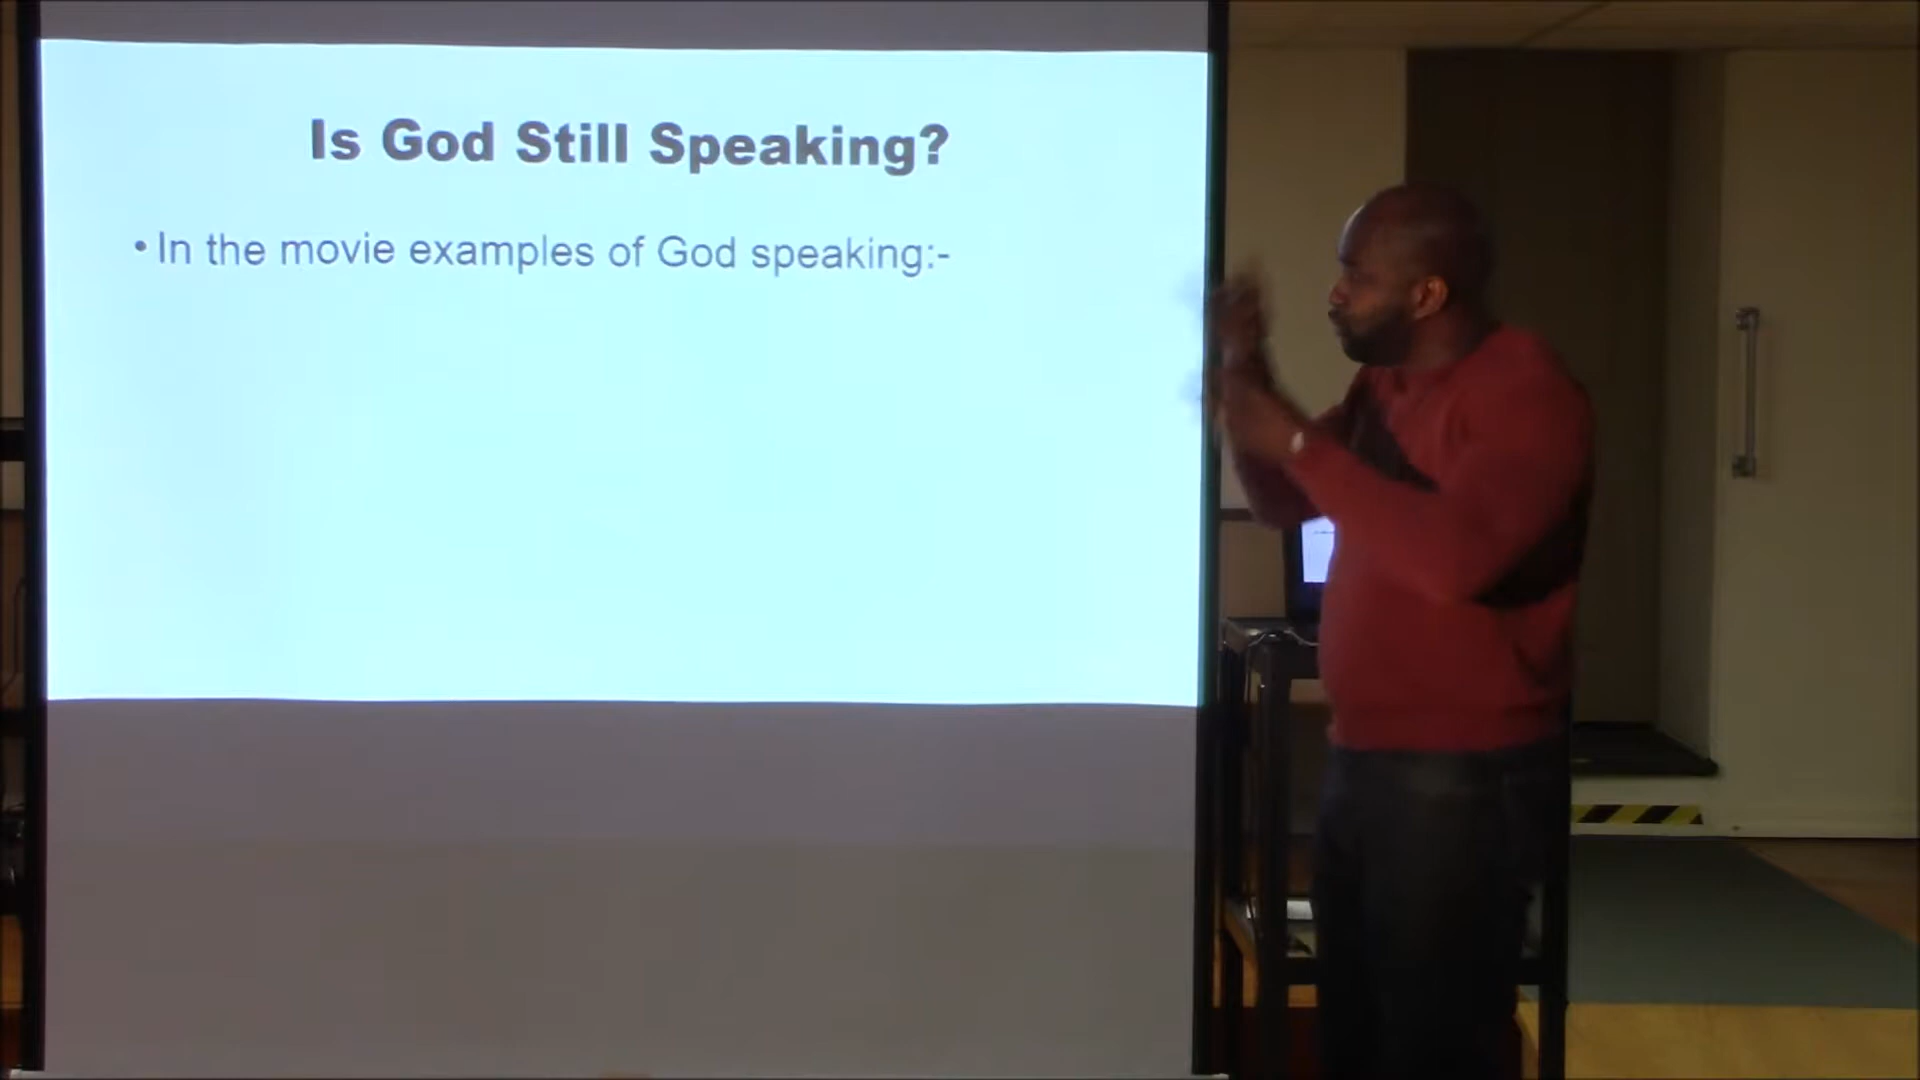 Is God Still Speaking?
• In the movie examples of God speaking:-